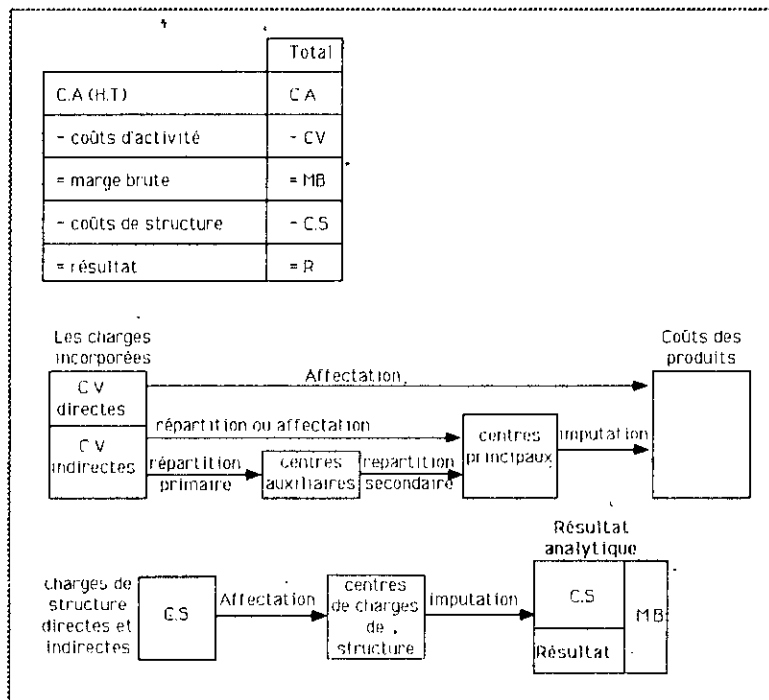 Total
C.A (H.T) C A
- coûts d'activité - CV
= marge brute = MB
- coûts de structure - C.S
= résultat = R
Les charges
incorporées
Coûts des
produits
C V
directes
Affectation
C V
indirectes
répartition ou affectation
répartition
primaire
centres
auxiliaires
repartition
secondaire
centres
principaux
imputation
Résultat
analytique
charges de
structure
directes et
indirectes
C.S
Affectation
centres
de charges
de
structure
imputation
C.S
MB
Résultat